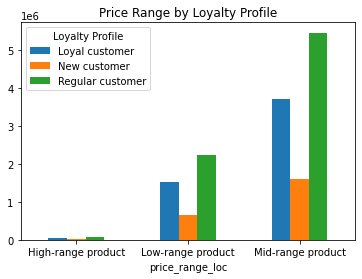 Price Range by Loyalty Profile
1e6
Loyalty Profile
Loyal customer
New customer
Regular customer
5
4
3
2
1
0
High-range product Low-range product Mid-range product
price_range_loc